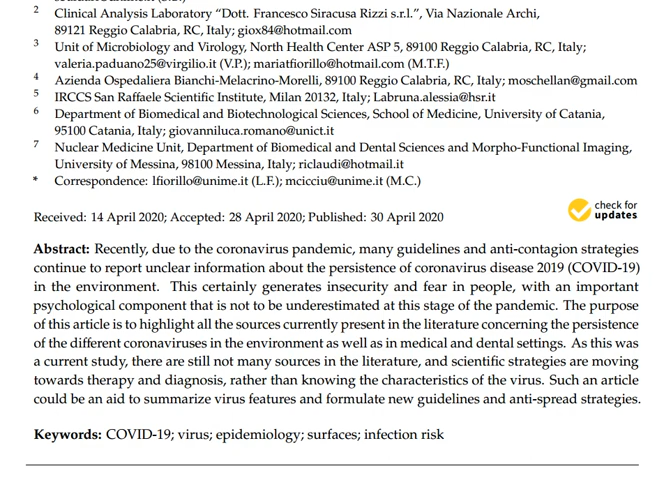 2 Clinical Analysis Laboratory “Dott. Francesco Siracusa Rizzi s.r.l.”, Via Nazionale Archi,
89121 Reggio Calabria, RC, Italy; giox84@hotmail.com
3 Unit of Microbiology and Virology, North Health Center ASP 5, 89100 Reggio Calabria, RC, Italy;
valeria.paduano25@virgilio.it (V.P.); mariatfiorillo@hotmail.com (M.T.F.)
4 Azienda Ospedaliera Bianchi-Melacrino-Morelli, 89100 Reggio Calabria, RC, Italy; moschellan@gmail.com
5 IRCCS San Raffaele Scientific Institute, Milan 20132, Italy; Labruna.alessia@hsr.it
6 Department of Biomedical and Biotechnological Sciences, School of Medicine, University of Catania,
95100 Catania, Italy; giovanniluca.romano@unict.it
7 Nuclear Medicine Unit, Department of Biomedical and Dental Sciences and Morpho-Functional Imaging,
University of Messina, 98100 Messina, Italy; riclaudi@hotmail.it
* Correspondence: lfiorillo@unime.it (L.F.); mcicciu@unime.it (M.C.)
check for
updates
Received: 14 April 2020; Accepted: 28 April 2020; Published: 30 April 2020
Abstract: Recently, due to the coronavirus pandemic, many guidelines and anti-contagion strategies
continue to report unclear information about the persistence of coronavirus disease 2019 (COVID-19)
in the environment. This certainly generates insecurity and fear in people, with an important
psychological component that is not to be underestimated at this stage of the pandemic. The purpose
of this article is to highlight all the sources currently present in the literature concerning the persistence
of the different coronaviruses in the environment as well as in medical and dental settings. As this was
a current study, there are still not many sources in the literature, and scientific strategies are moving
towards therapy and diagnosis, rather than knowing the characteristics of the virus. Such an article
could be an aid to summarize virus features and formulate new guidelines and anti-spread strategies.
Keywords: COVID-19; virus; epidemiology; surfaces; infection risk